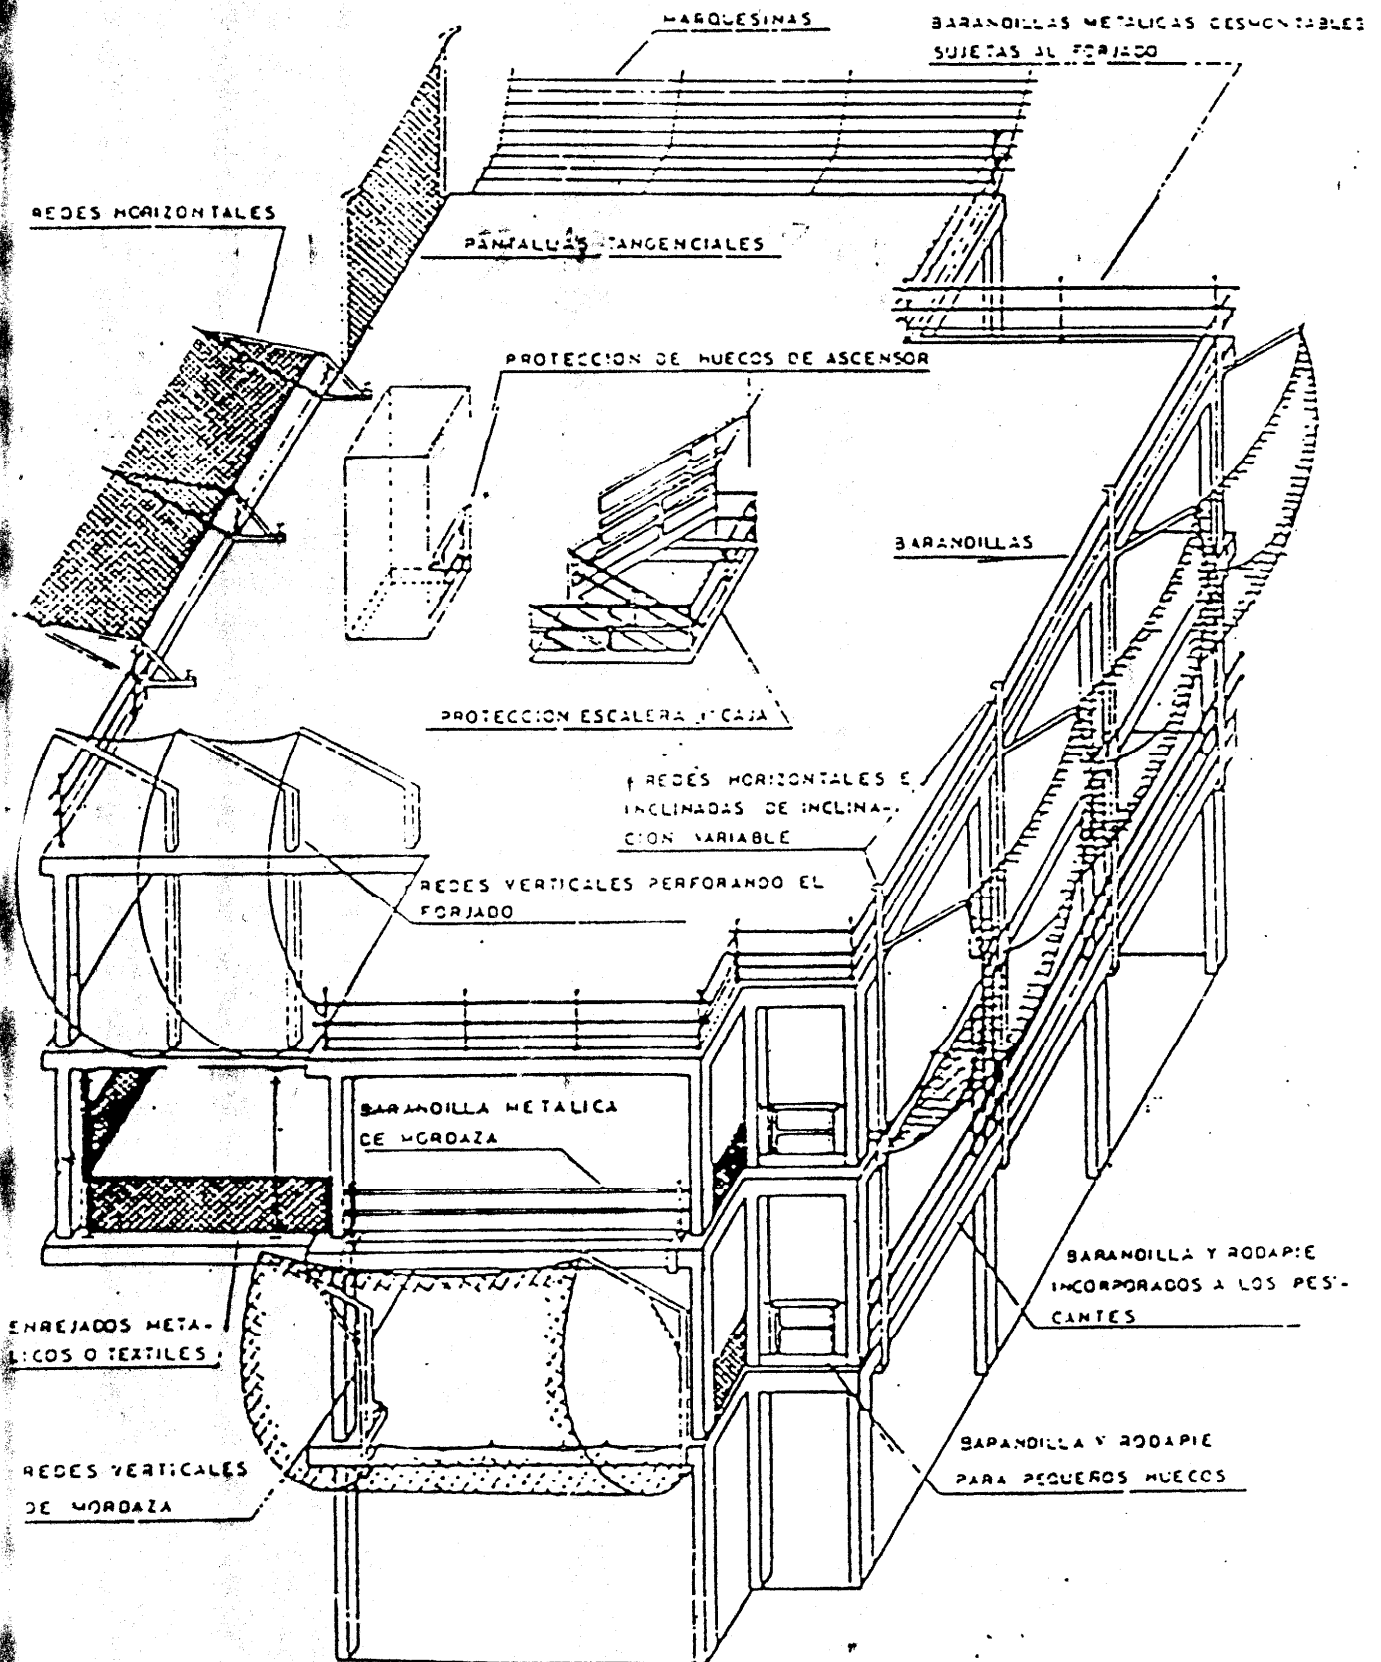 MARQUESINAS
BARANDILLAS METALICAS DESMONTABLES
SUJETAS AL FORJADO
REDES HORIZONTALES
PANTALLAS TANGENCIALES
PROTECCION DE HUECOS DE ASCENSOR
BARANDILLAS
PROTECCION ESCALERA Y CAJA
REDES HORIZONTALES E
INCLINADAS DE INCLINA-
CION VARIABLE
REDES VERTICALES PERFORANDO EL
FORJADO
BARANDILLA METALICA
DE MORDAZA
BARANDILLA Y RODAPIE
INCORPORADOS A LOS PES-
CANTES
ENREJADOS META-
LICOS O TEXTILES
BARANDILLA Y RODAPIE
PARA PEQUEÑOS HUECOS
REDES VERTICALES
DE MORDAZA